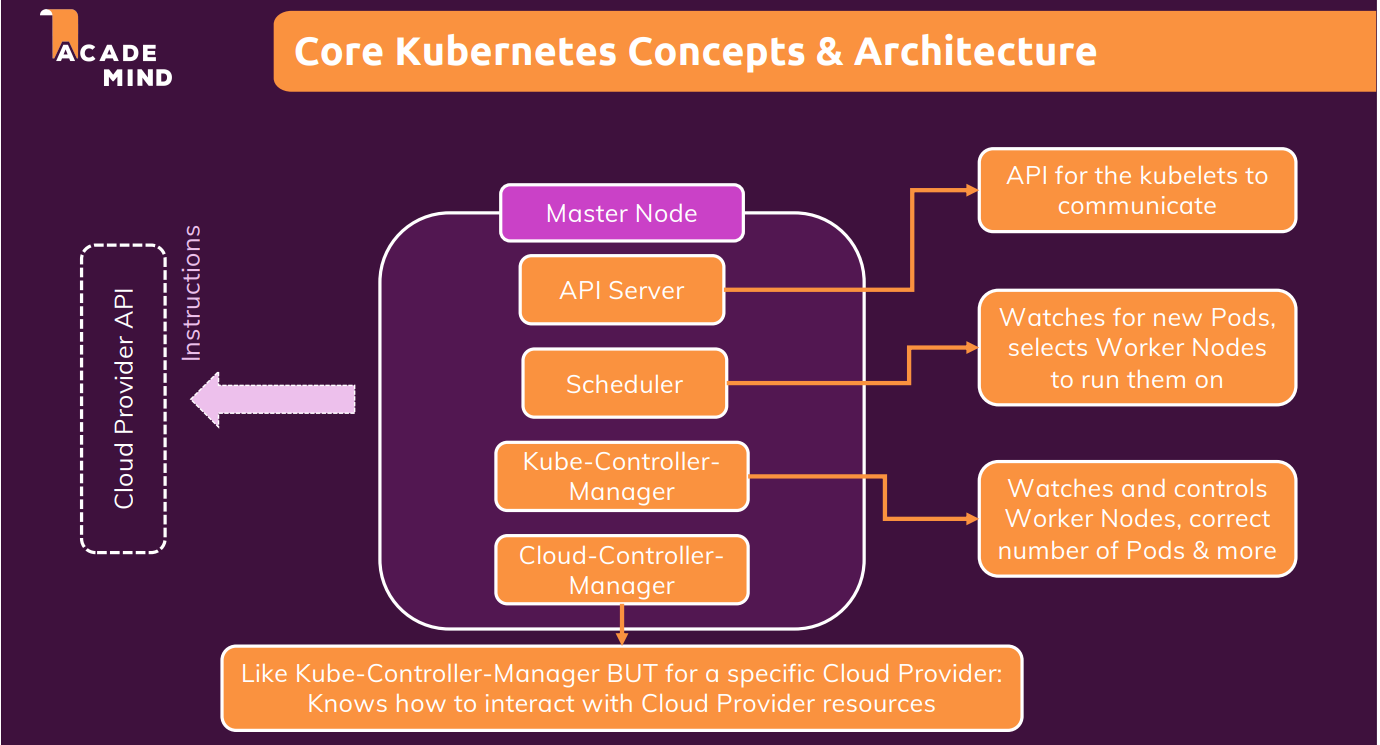 ACADE
MIND
Core Kubernetes Concepts & Architecture
Cloud Provider API
Instructions
Master Node
API Server
Scheduler
Kube-Controller-
Manager
Cloud-Controller-
Manager
API for the kubelets to
communicate
Watches for new Pods,
selects Worker Nodes
to run them on
Watches and controls
Worker Nodes, correct
number of Pods & more
Like Kube-Controller-Manager BUT for a specific Cloud Provider:
Knows how to interact with Cloud Provider resources